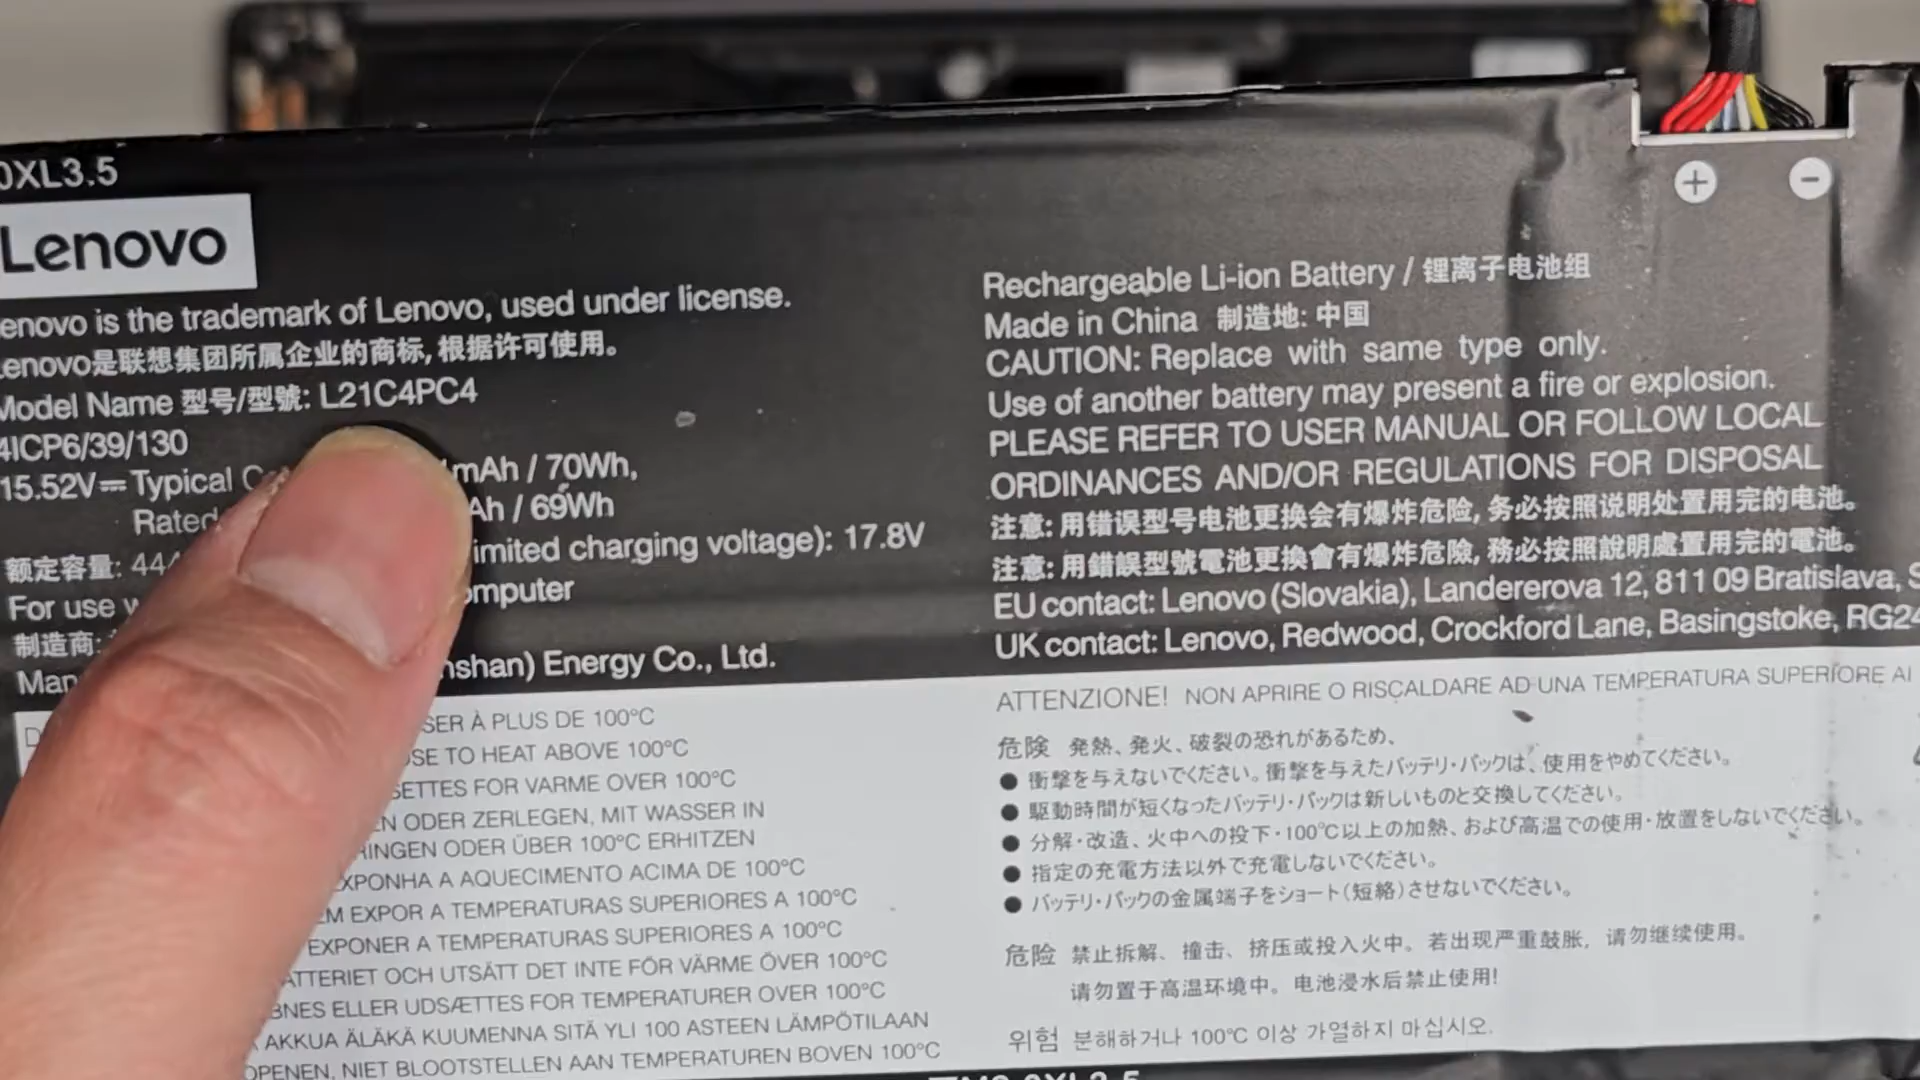 0XL3.5
Lenovo
enovo is the trademark of Lenovo, used under license.
enovo是联想集团所属企业的商标,根据许可使用。
Model Name 型号/型號: L21C4PC4
4ICP6/39/130
15.52V⎓Typical mAh / 70Wh,
Rated Ah / 69Wh
额定容量: 444 imited charging voltage): 17.8V
For use w omputer
制造商:
Man nshan) Energy Co., Ltd.
SER À PLUS DE 100°C
OSE TO HEAT ABOVE 100°C
SETTES FOR VARME OVER 100°C
EN ODER ZERLEGEN, MIT WASSER IN
RINGEN ODER ÜBER 100°C ERHITZEN
XPONHA A AQUECIMENTO ACIMA DE 100°C
EM EXPOR A TEMPERATURAS SUPERIORES A 100°C
EXPONER A TEMPERATURAS SUPERIORES A 100°C
ATTERIET OCH UTSÄTT DET INTE FÖR VÄRME ÖVER 100°C
BNES ELLER UDSÆTTES FOR TEMPERATURER OVER 100°C
AKKUA ÄLÄKÄ KUUMENNA SITÄ YLI 100 ASTEEN LÄMPÖTILAAN
OPENEN, NIET BLOOTSTELLEN AAN TEMPERATUREN BOVEN 100°C
+ -
Rechargeable Li-ion Battery / 锂离子电池组
Made in China 制造地: 中国
CAUTION: Replace with same type only.
Use of another battery may present a fire or explosion.
PLEASE REFER TO USER MANUAL OR FOLLOW LOCAL
ORDINANCES AND/OR REGULATIONS FOR DISPOSAL
注意: 用错误型号电池更换会有爆炸危险, 务必按照说明处置用完的电池。
注意: 用錯誤型號電池更換會有爆炸危險, 務必按照說明處置用完的電池。
EU contact: Lenovo (Slovakia), Landererova 12, 811 09 Bratislava, S
UK contact: Lenovo, Redwood, Crockford Lane, Basingstoke, RG24
ATTENZIONE! NON APRIRE O RISCALDARE AD UNA TEMPERATURA SUPERIORE AI
危険 発熱、発火、破裂の恐れがあるため、
● 衝撃を与えないでください。衝撃を与えたバッテリ・パックは、使用をやめてください。
● 駆動時間が短くなったバッテリ・パックは新しいものと交換してください。
● 分解・改造、火中への投下・100℃以上の加熱、および高温での使用・放置をしないでください。
● 指定の充電方法以外で充電しないでください。
● バッテリ・パックの金属端子をショート(短絡)させないでください。
危险 禁止拆解、撞击、挤压或投入火中。若出现严重鼓胀, 请勿继续使用。
请勿置于高温环境中。电池浸水后禁止使用!
위험 분해하거나 100℃ 이상 가열하지 마십시오.